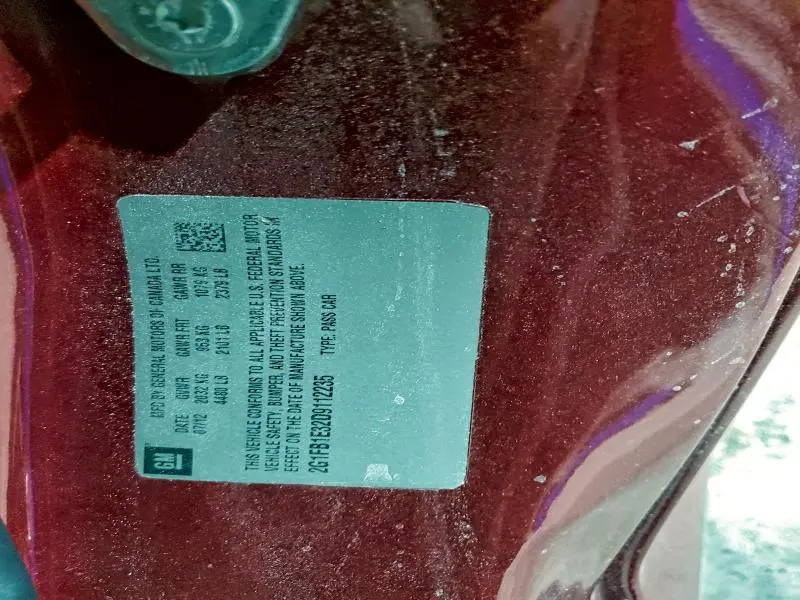 GM
MFD BY GENERAL MOTORS OF CANADA LTD.
DATE GVWR GAWR FRT GAWR RR
07/12 2032 KG 953 KG 1079 KG
4480 LB 2101 LB 2379 LB
THIS VEHICLE CONFORMS TO ALL APPLICABLE U.S. FEDERAL MOTOR
VEHICLE SAFETY, BUMPER, AND THEFT PREVENTION STANDARDS IN
EFFECT ON THE DATE OF MANUFACTURE SHOWN ABOVE.
2G1FB1E32D9112235 TYPE: PASS CAR